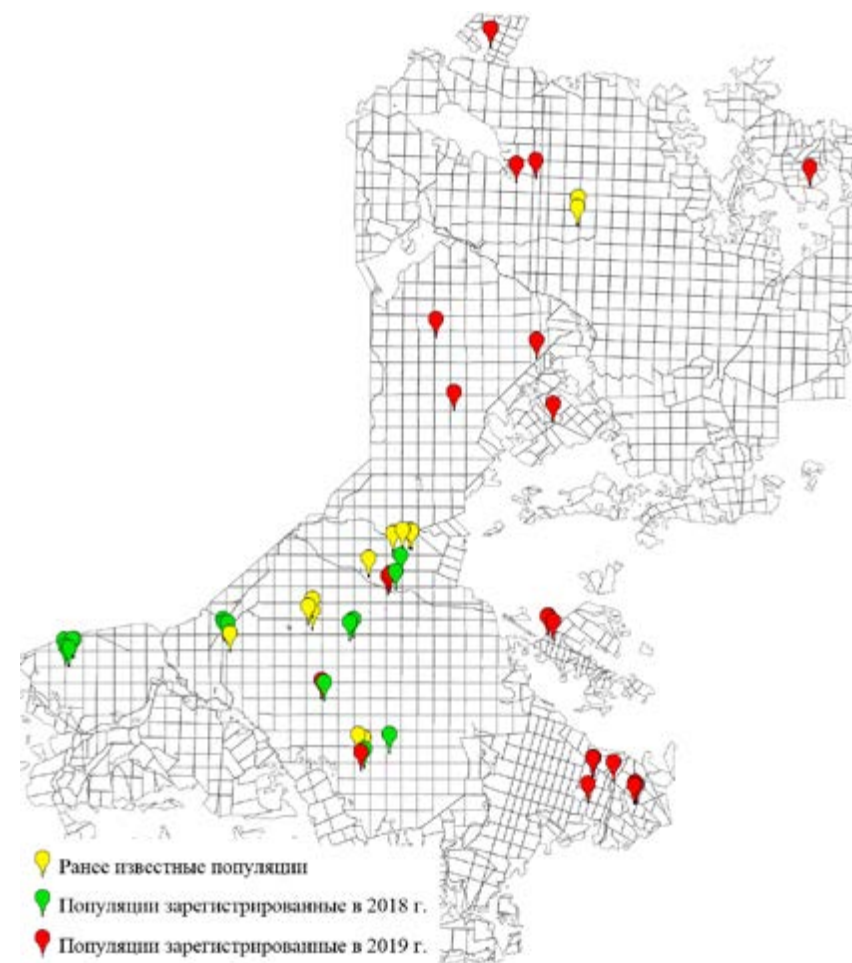 Ранее известные популяции
Популяции зарегистрированные в 2018 г.
Популяции зарегистрированные в 2019 г.